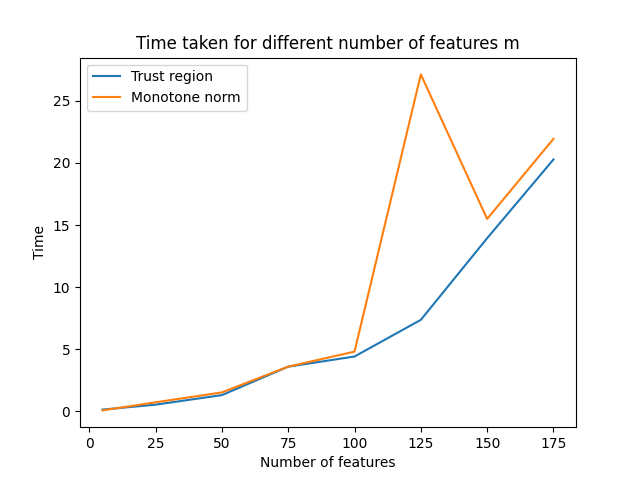 Time taken for different number of features m
Trust region
Monotone norm
25
20
15
10
5
0
Time
0 25 50 75 100 125 150 175
Number of features